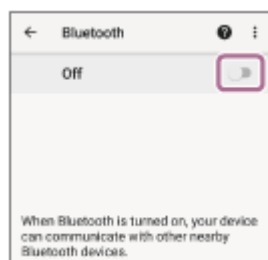 Bluetooth
Off
When Bluetooth is turned on, your device
can communicate with other nearby
Bluetooth devices.